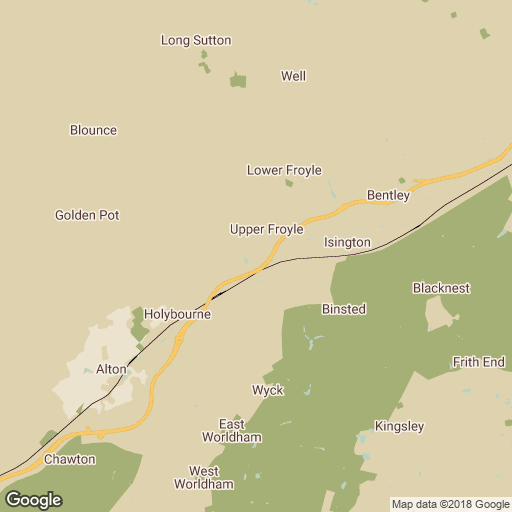 Long Sutton
Well
Blounce
Lower Froyle
Bentley
Golden Pot
Upper Froyle
Isington
Blacknest
Holybourne
Binsted
Frith End
Alton
Wyck
East
Worldham
Kingsley
Chawton
West
Worldham
Google
Map data ©2018 Google